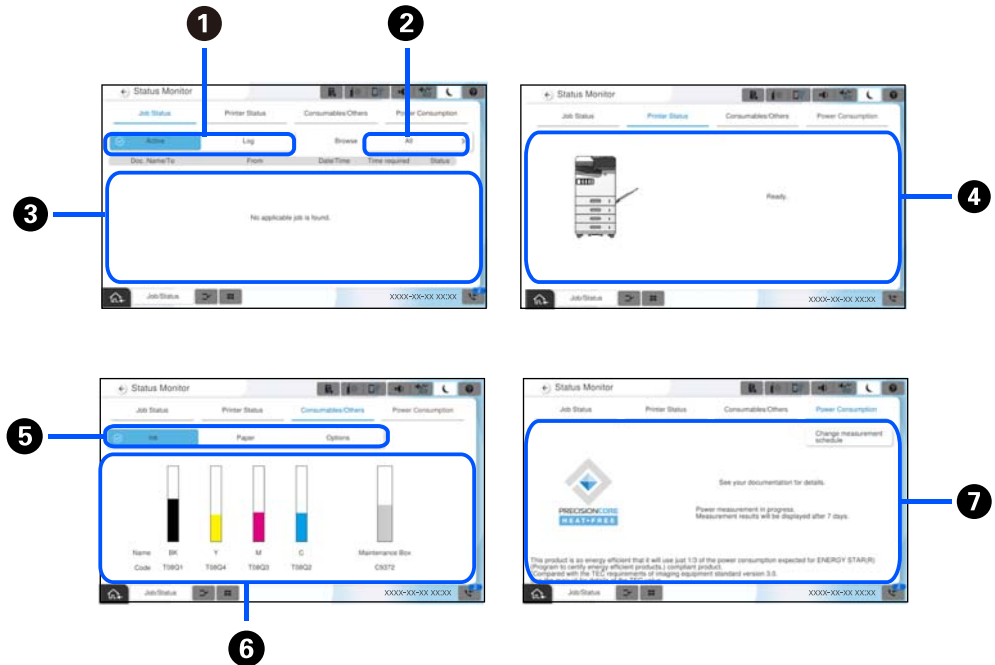 1
2
Status Monitor
Job Status Printer Status Consumables/Others Power Consumption
Active Log Browse All >
Doc. Name/To From Date/Time Time required Status
3
No applicable job is found.
Job/Status XXXX-XX-XX XX:XX
Status Monitor
Job Status Printer Status Consumables/Others Power Consumption
4
Ready.
Job/Status XXXX-XX-XX XX:XX
Status Monitor
Job Status Printer Status Consumables/Others Power Consumption
5
Ink Paper Options
Name BK Y M C Maintenance Box
Code T08Q1 T08Q4 T08Q3 T08Q2 C9372
Job/Status XXXX-XX-XX XX:XX
6
Status Monitor
Job Status Printer Status Consumables/Others Power Consumption
Change measurement
schedule
See your documentation for details.
7
PRECISIONCORE
HEAT-FREE
Power measurement in progress.
Measurement results will be displayed after 7 days.
This product is an energy efficient that it will use just 1/3 of the power consumption expected for ENERGY STAR(R)
(Program to certify energy efficient products.) compliant product.
Compared with the TEC requirements of imaging equipment standard version 3.0.
Job/Status XXXX-XX-XX XX:XX